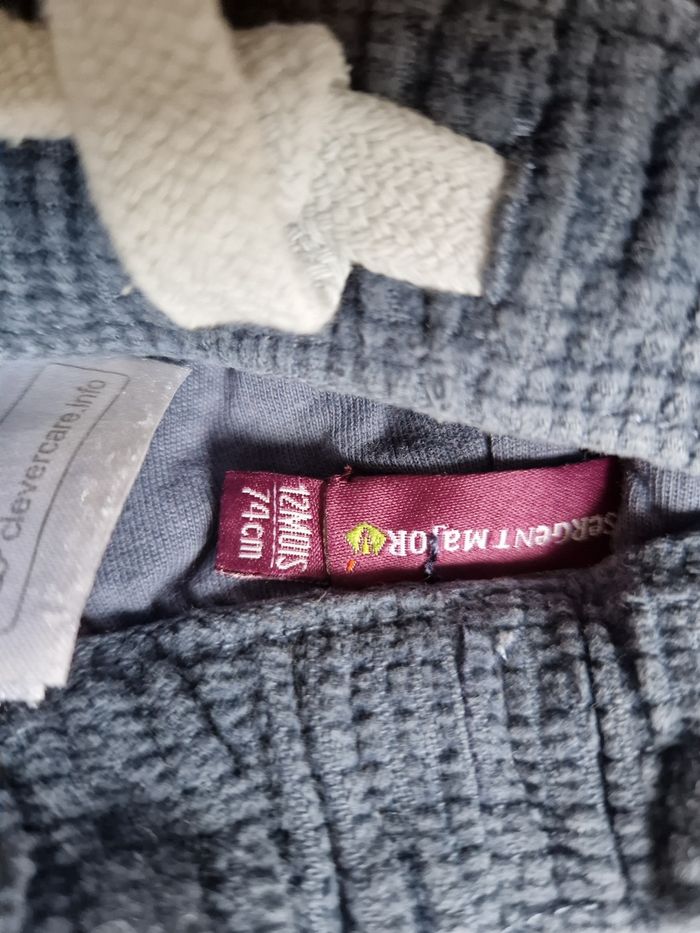 clevercare.info
12MOIS
74cm
SeRGeNT MajOR